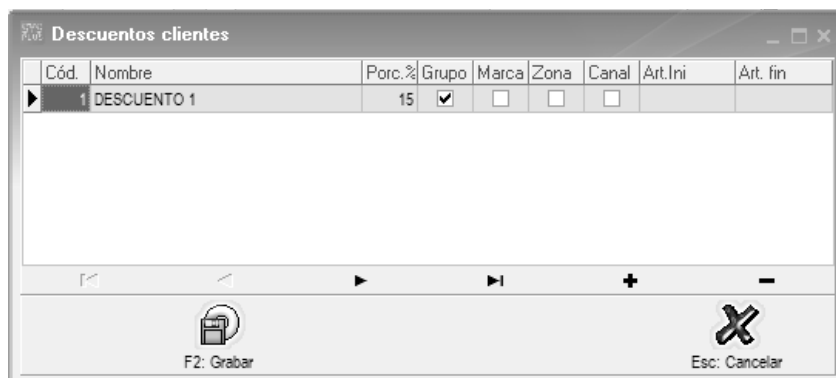 Descuentos clientes
Cód. Nombre Porc.% Grupo Marca Zona Canal Art.Ini Art. fin
1 DESCUENTO 1 15
F2: Grabar Esc: Cancelar